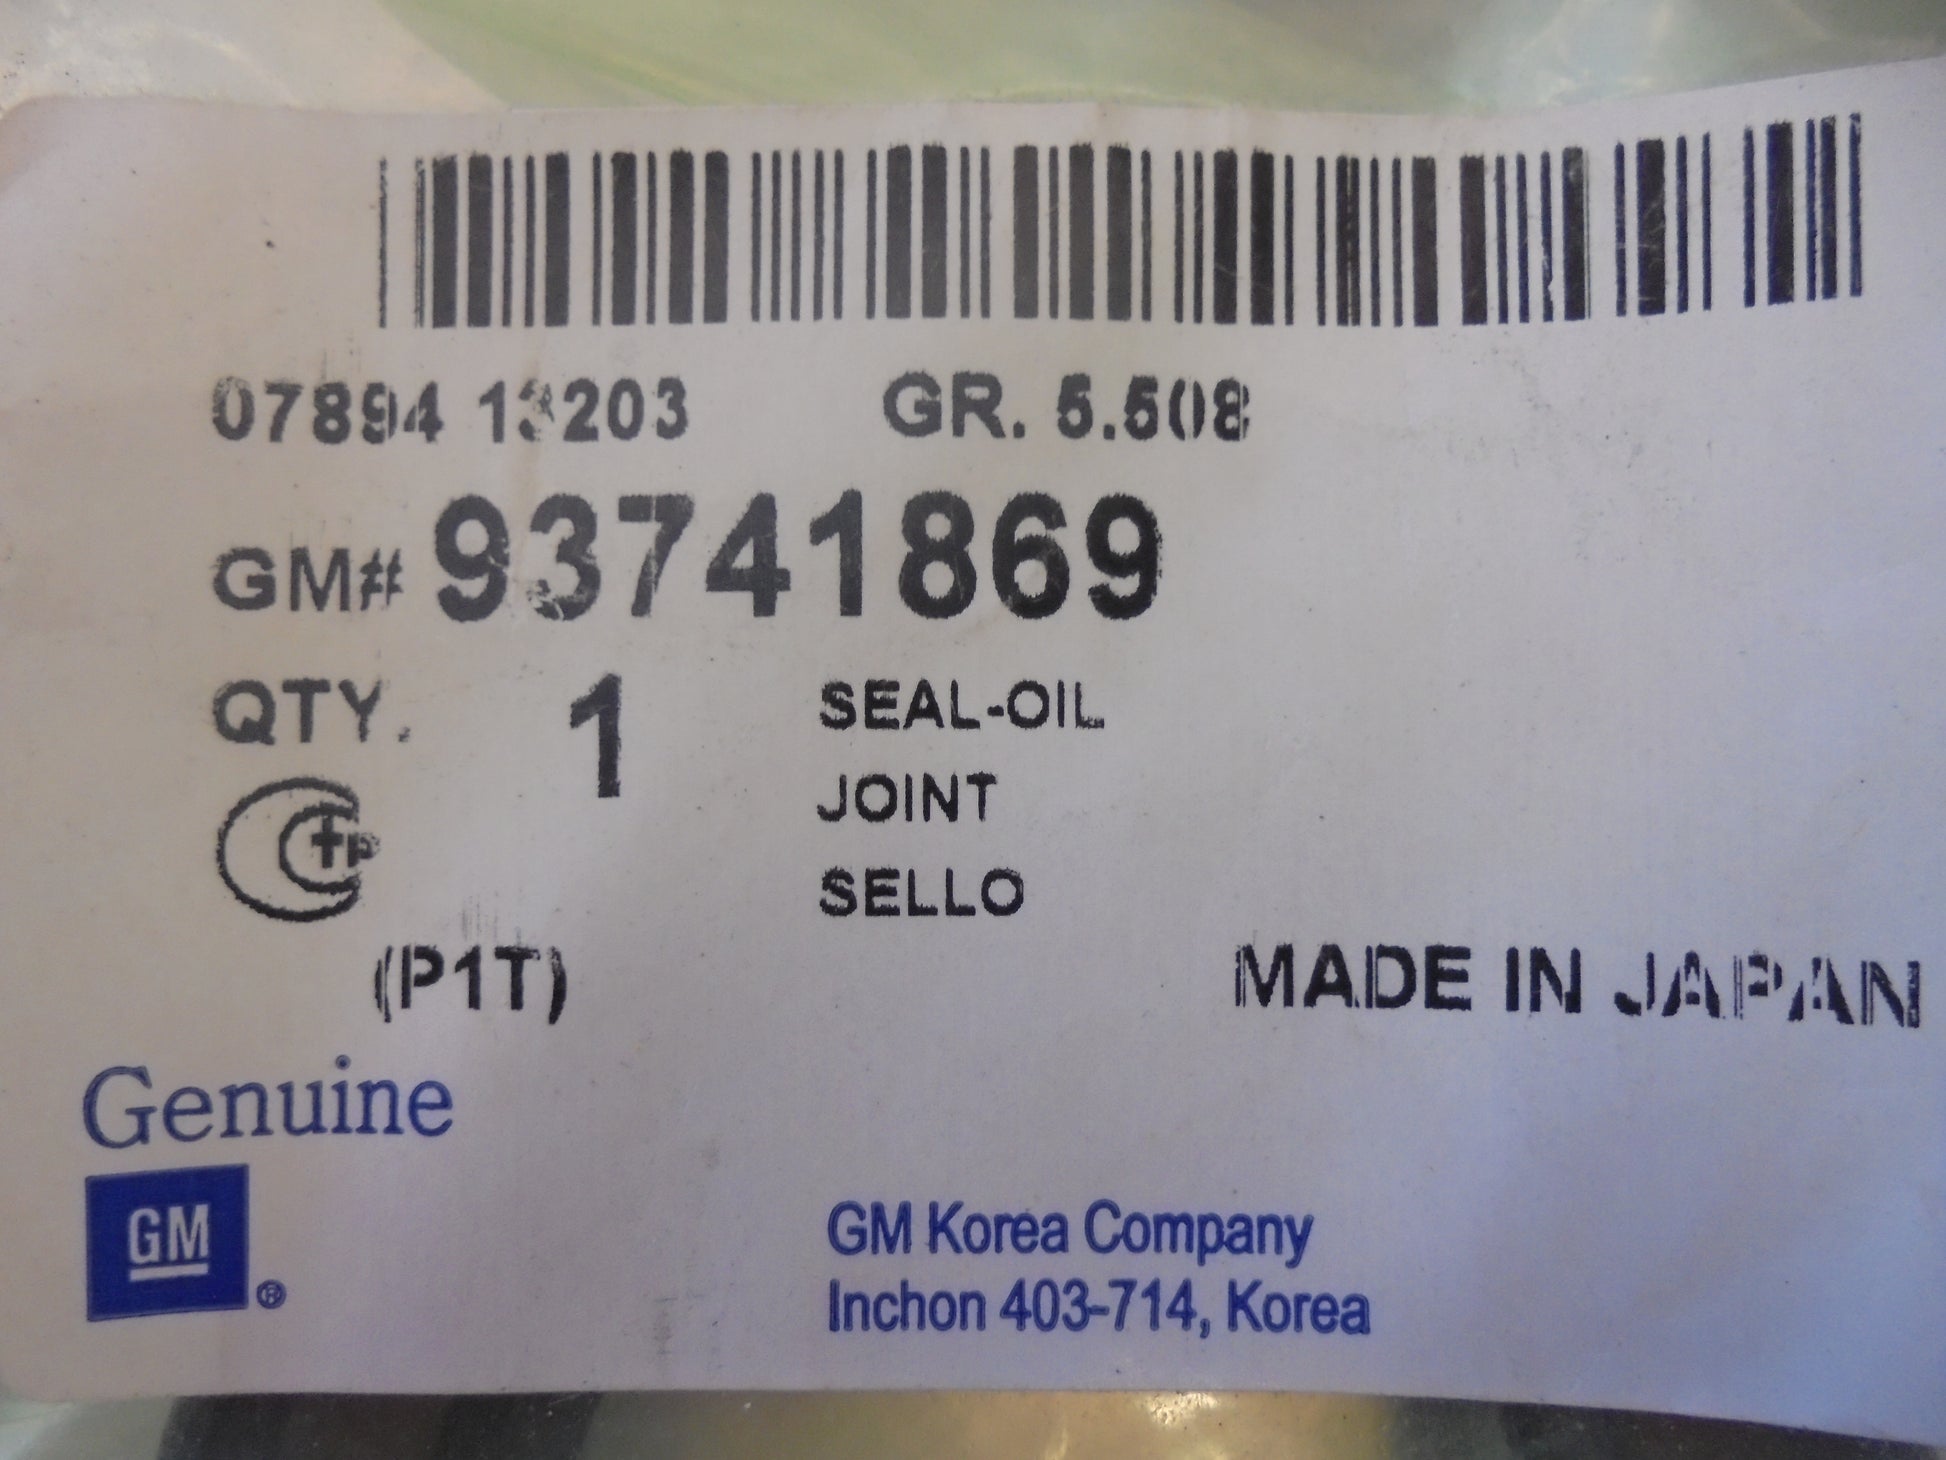 07894 13203 GR. 5.508
GM# 93741869
QTY. 1 SEAL-OIL
JOINT
SELLO
(P1T)
MADE IN JAPAN
Genuine
GM ®
GM Korea Company
Inchon 403-714, Korea